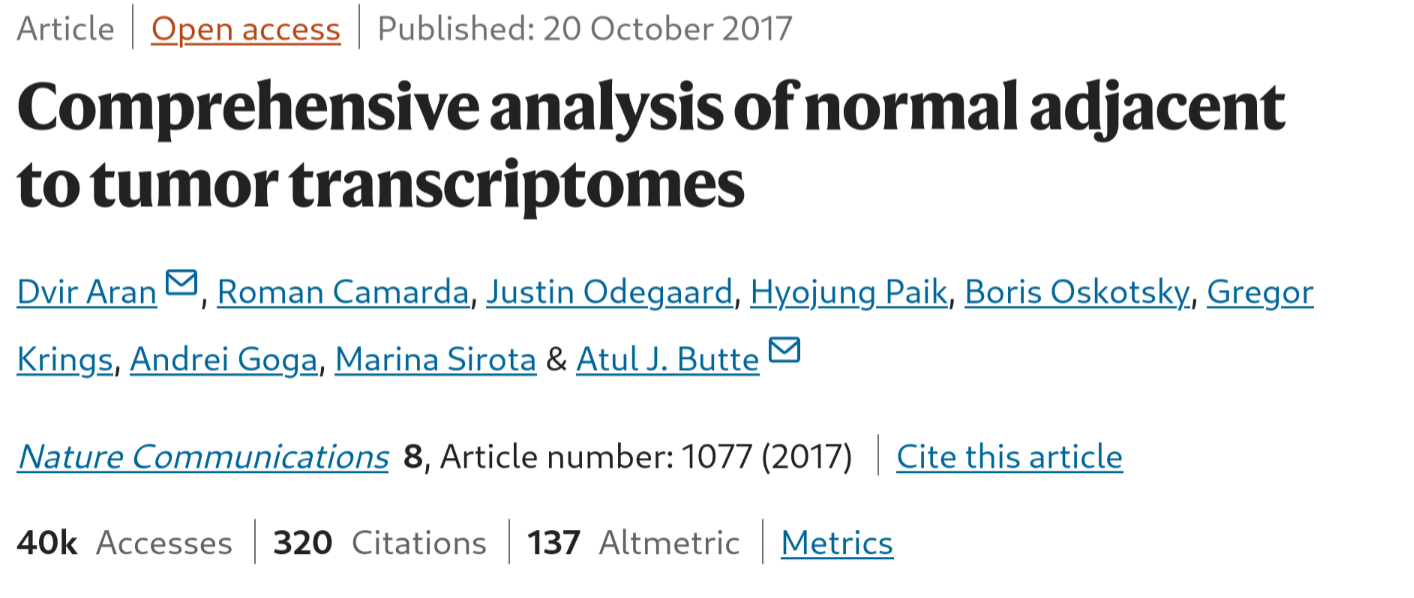 Article | Open access | Published: 20 October 2017
Comprehensive analysis of normal adjacent
to tumor transcriptomes
Dvir Aran, Roman Camarda, Justin Odegaard, Hyojung Paik, Boris Oskotsky, Gregor
Krings, Andrei Goga, Marina Sirota & Atul J. Butte
Nature Communications 8, Article number: 1077 (2017) | Cite this article
40k Accesses | 320 Citations | 137 Altmetric | Metrics